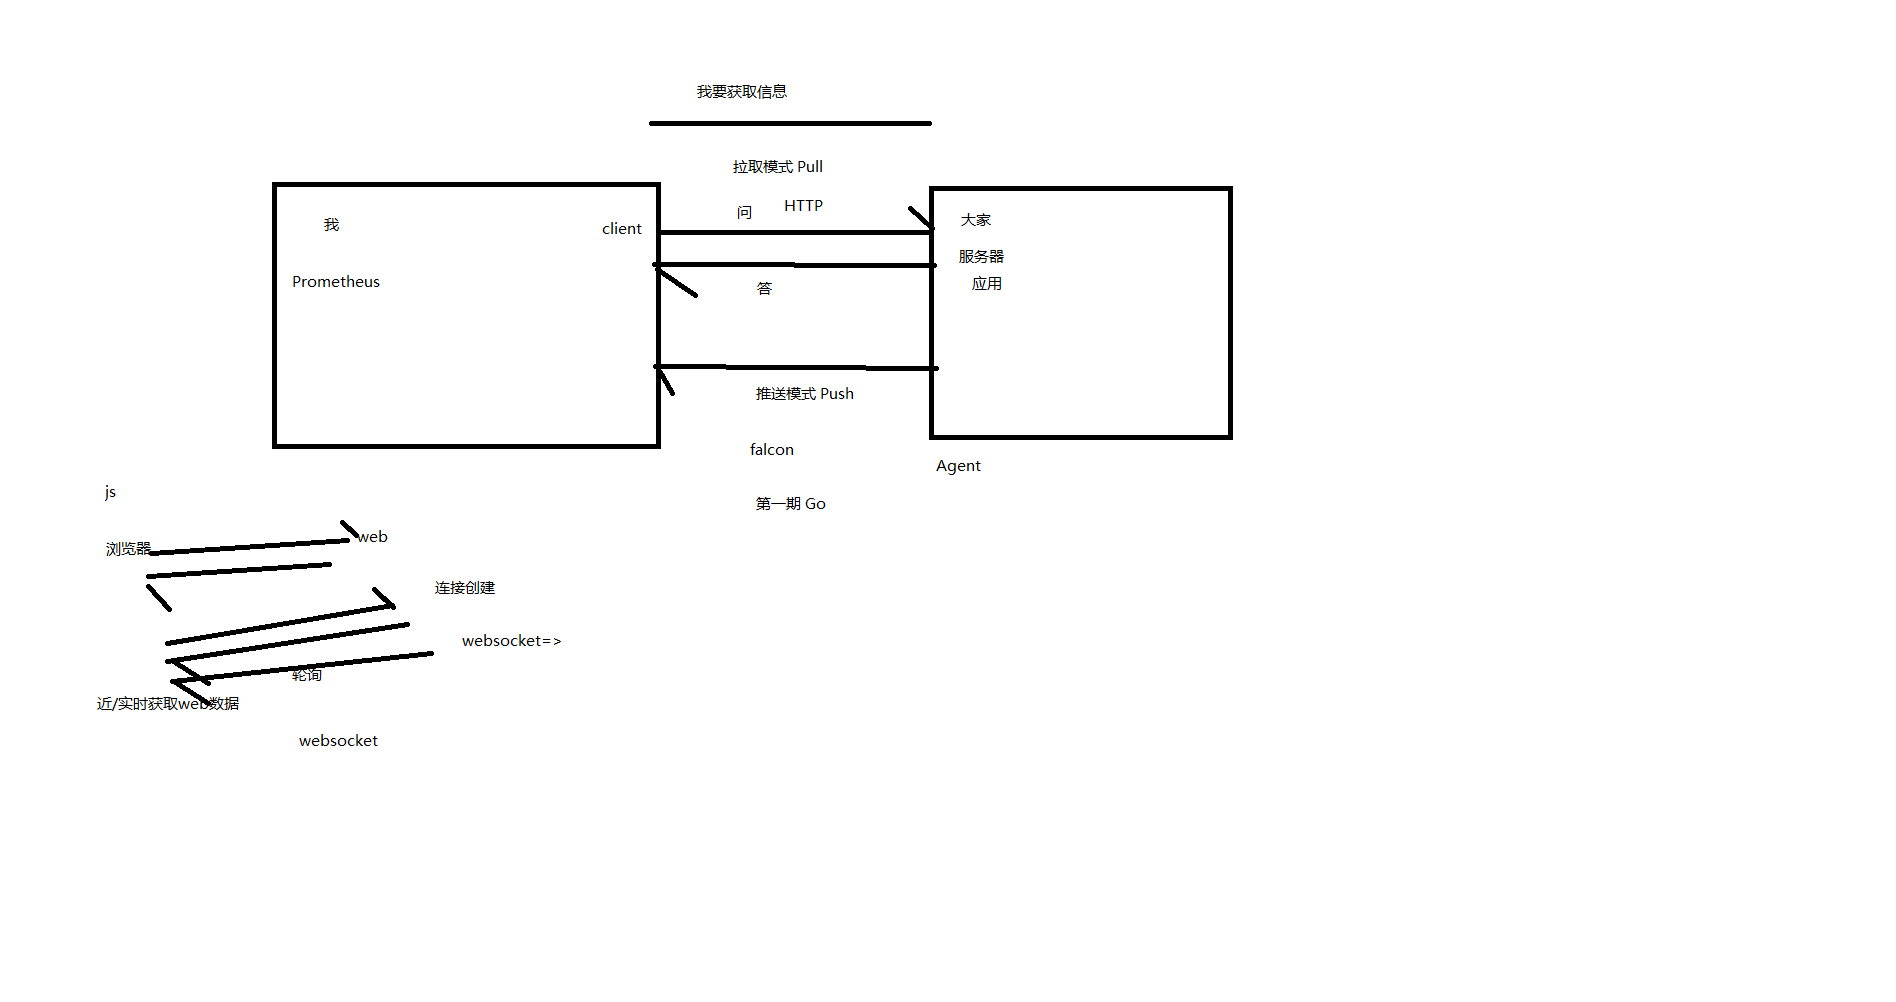 我要获取信息
拉取模式 Pull
问
HTTP
我
client
Prometheus
大家
服务器
应用
答
推送模式 Push
falcon
Agent
第一期 Go
js
浏览器
web
连接创建
websocket=>
轮询
近/实时获取web数据
websocket